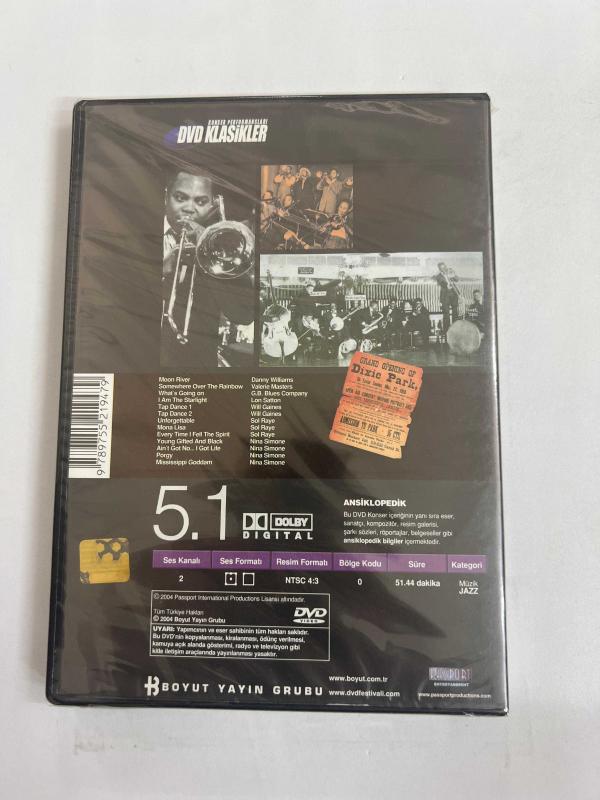 KONSER PERFORMANSLARI
DVD KLASİKLER
GRAND OPENING OF
Dixie Park,
ADMISSION TO PARK 10 CTS.
Moon River Danny Williams
Somewhere Over The Rainbow Valerie Masters
What's Going on G.B. Blues Company
I Am The Starlight Lon Satton
Tap Dance 1 Will Gaines
Tap Dance 2 Will Gaines
Unforgettable Sol Raye
Mona Lisa Sol Raye
Every Time I Fell The Spirit Sol Raye
Young Gifted And Black Nina Simone
Ain't Got No... I Got Life Nina Simone
Porgy Nina Simone
Mississippi Goddam Nina Simone
9 789755 219479
5.1 DOLBY
DIGITAL
ANSİKLOPEDİK
Bu DVD Konser içeriğinin yanı sıra eser,
sanatçı, kompozitör, resim galerisi,
şarkı sözleri, röportajlar, belgeseller gibi
ansiklopedik bilgiler içermektedir.
Ses Kanalı Ses Formatı Resim Formatı Bölge Kodu Süre Kategori
2 NTSC 4:3 0 51.44 dakika Müzik
JAZZ
© 2004 Passport International Productions Lisansı altındadır.
Tüm Türkiye Hakları
© 2004 Boyut Yayın Grubu
DVD
VIDEO
UYARI: Yapımcının ve eser sahibinin tüm hakları saklıdır.
Bu DVD'nin kopyalanması, kiralanması, ödünç verilmesi,
kamuya açık alanda gösterimi, radyo ve televizyon gibi
kitle iletişim araçlarında yayınlanması yasaktır.
BOYUT YAYIN GRUBU
www.boyut.com.tr
www.dvdfestivali.com
PASSPORT
ENTERTAINMENT
www.passportproductions.com